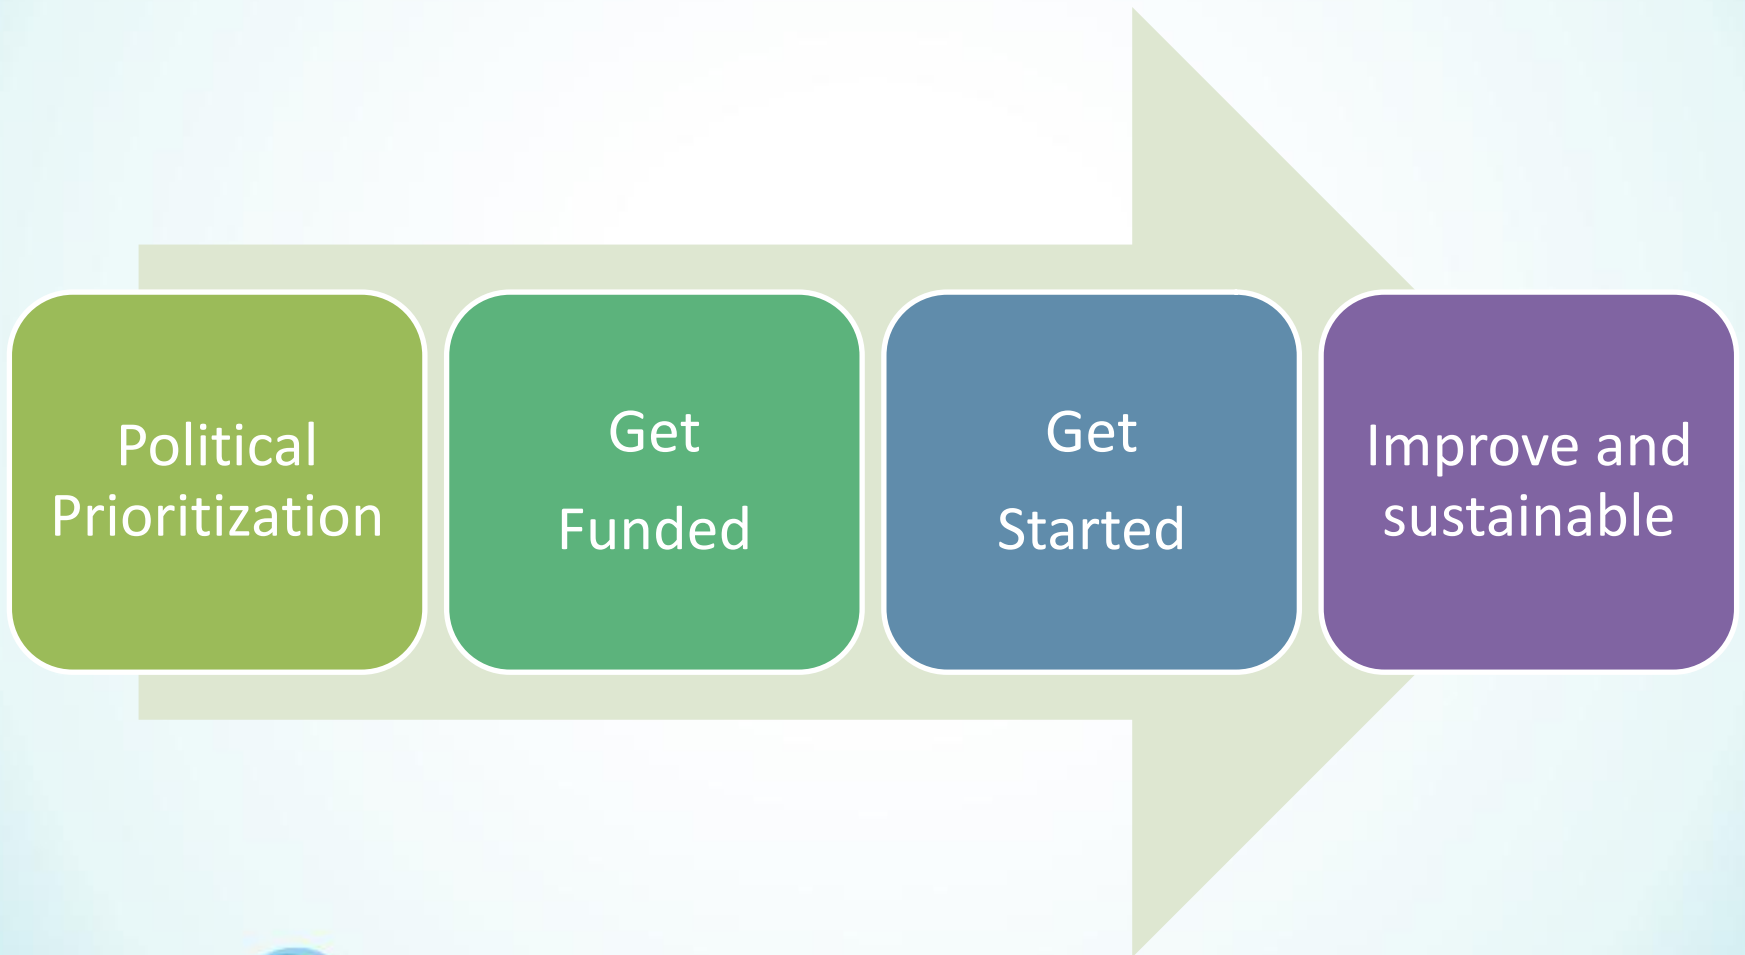 Political
Prioritization
Get
Funded
Get
Started
Improve and
sustainable